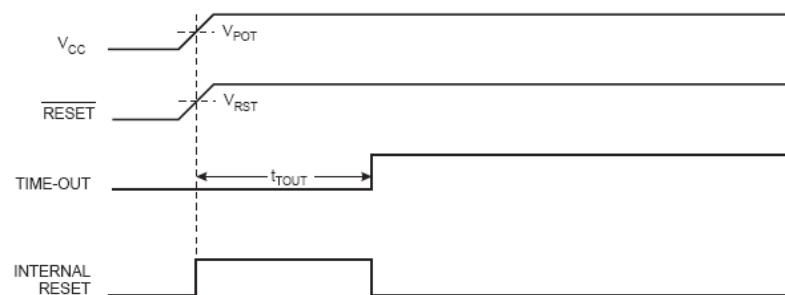 VCC
VPOT
RESET
VRST
TIME-OUT
tTOUT
INTERNAL
RESET